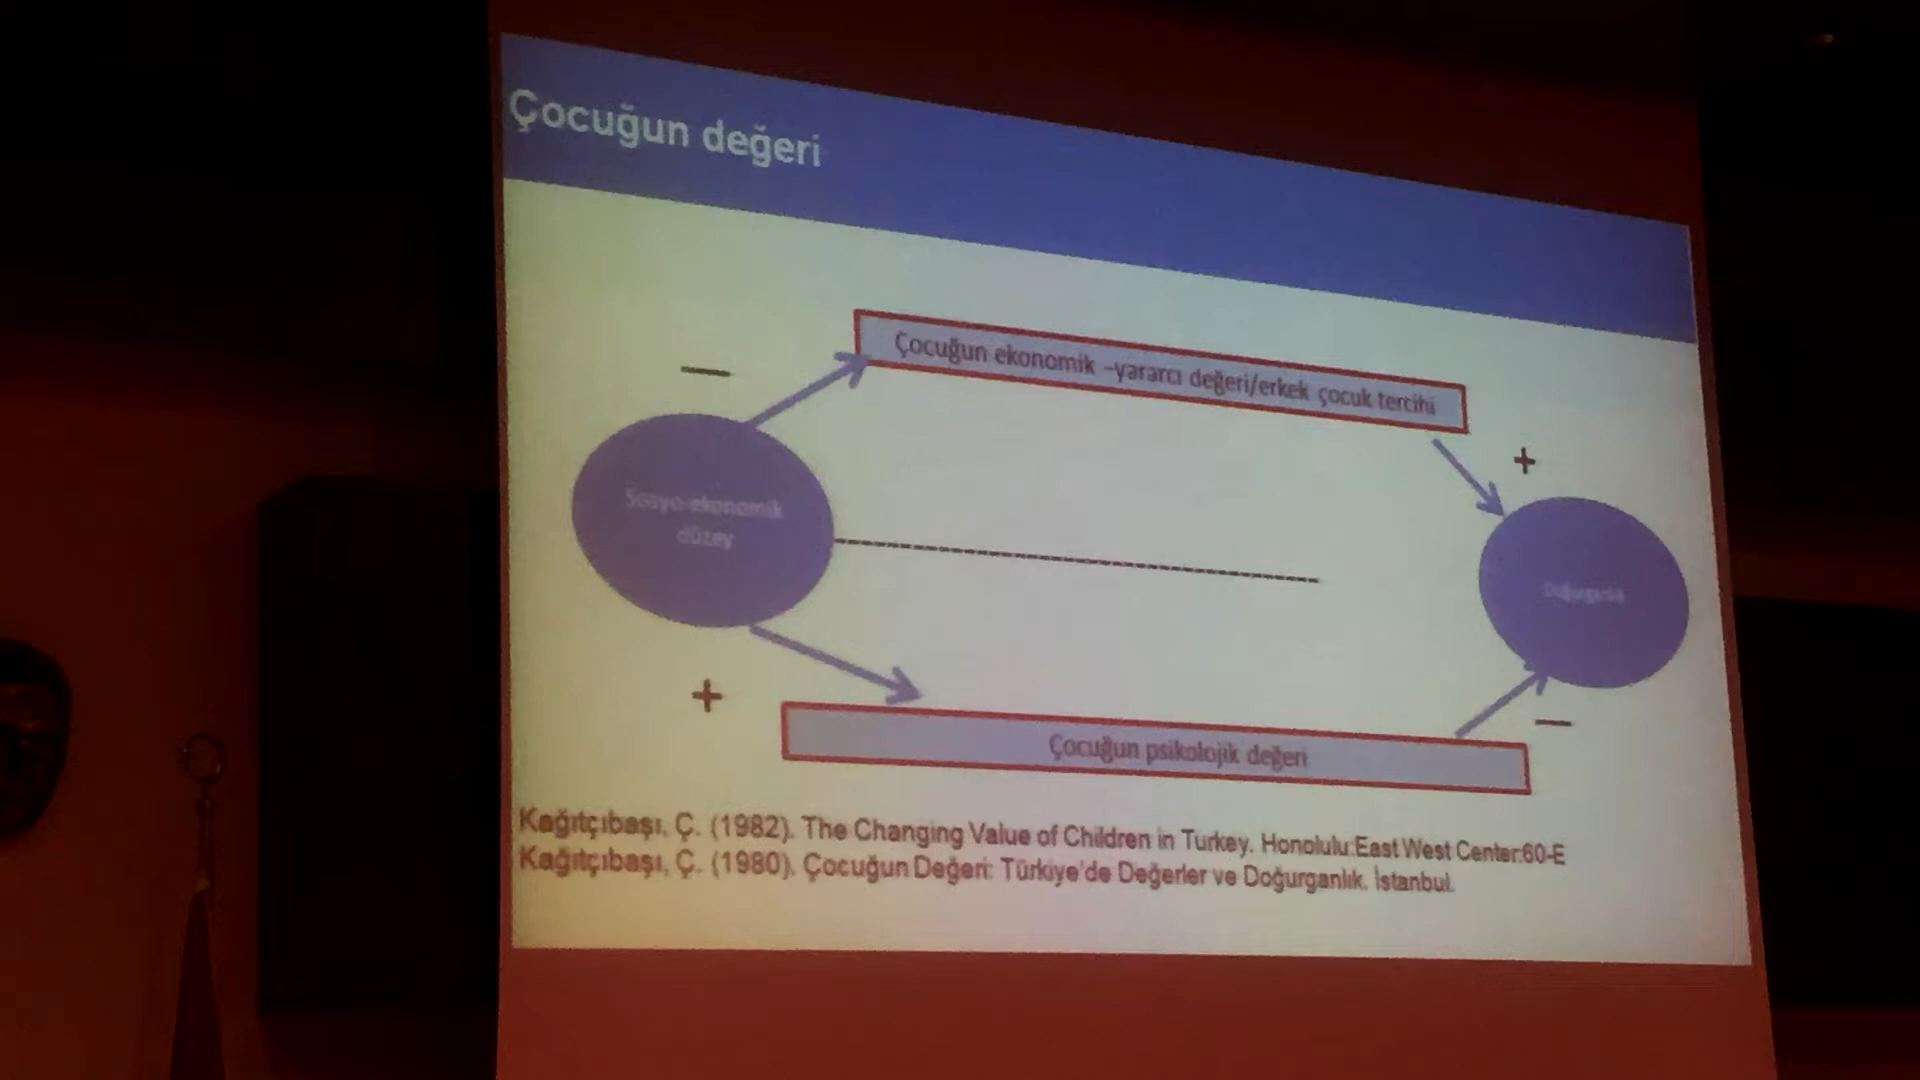 Çocuğun değeri
—
Çocuğun ekonomik –yararcı değeri/erkek çocuk tercihi
+
Sosyo-ekonomik
düzey
Doğurganlık
+
—
Çocuğun psikolojik değeri
Kağıtçıbaşı, Ç. (1982). The Changing Value of Children in Turkey. Honolulu:East West Center:60-E
Kağıtçıbaşı, Ç. (1980). Çocuğun Değeri: Türkiye'de Değerler ve Doğurganlık. İstanbul.